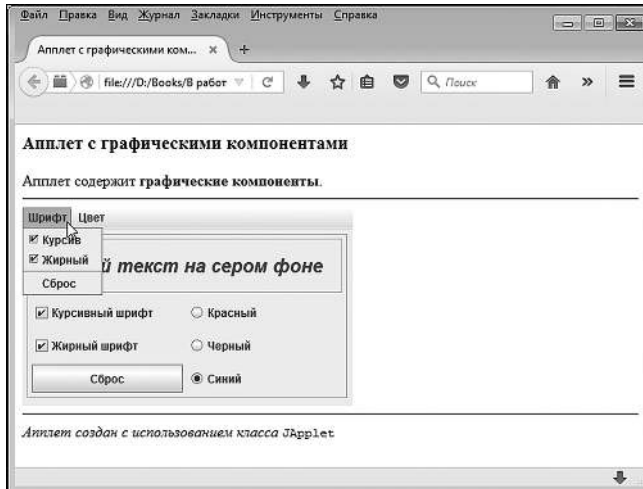 Файл Правка Вид Журнал Закладки Инструменты Справка
Апплет с графическими ком... × +
file:///D:/Books/В работ
Поиск
Апплет с графическими компонентами
Апплет содержит графические компоненты.
Шрифт Цвет
Курсив
Жирный
Сброс
й текст на сером фоне
Курсивный шрифт
Красный
Жирный шрифт
Черный
Сброс
Синий
Апплет создан с использованием класса JApplet